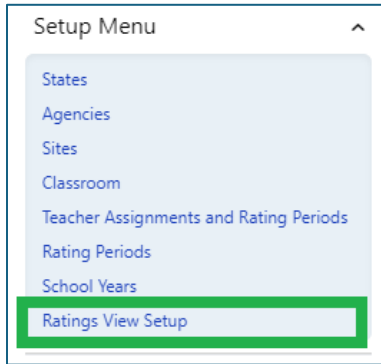 Setup Menu
States
Agencies
Sites
Classroom
Teacher Assignments and Rating Periods
Rating Periods
School Years
Ratings View Setup